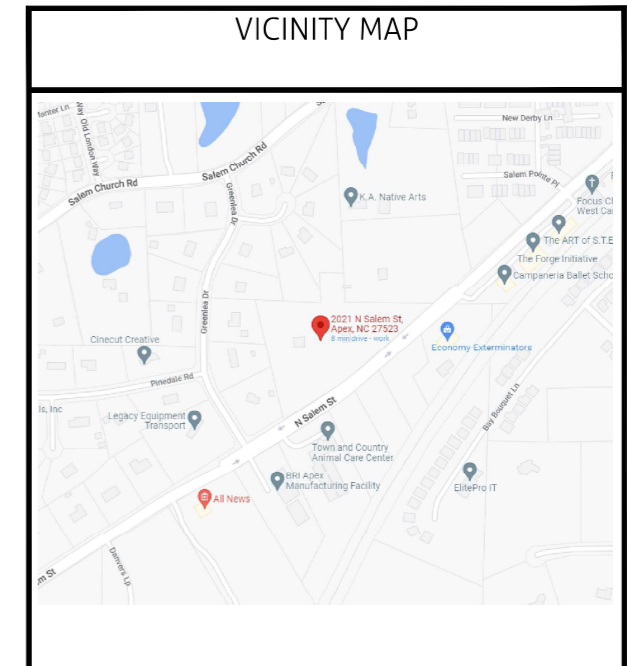 VICINITY MAP
Old London Way
New Derby Ln
Salem Church Rd
Salem Church Rd
Salem Pointe Pl
Greenlea Dr
K.A. Native Arts
Focus C
West Ca
The ART of S.T.E
The Forge Initiative
Campaneria Ballet Scho
2021 N Salem St,
Apex, NC 27523
8 min drive - work
Greenlea Dr
Cinecut Creative
Economy Exterminators
Pinedale Rd
ls, Inc
Legacy Equipment
Transport
N Salem St
Bay Bouquet Ln
Town and Country
Animal Care Center
BRI Apex
Manufacturing Facility
ElitePro IT
All News
Danvers Lp
m St